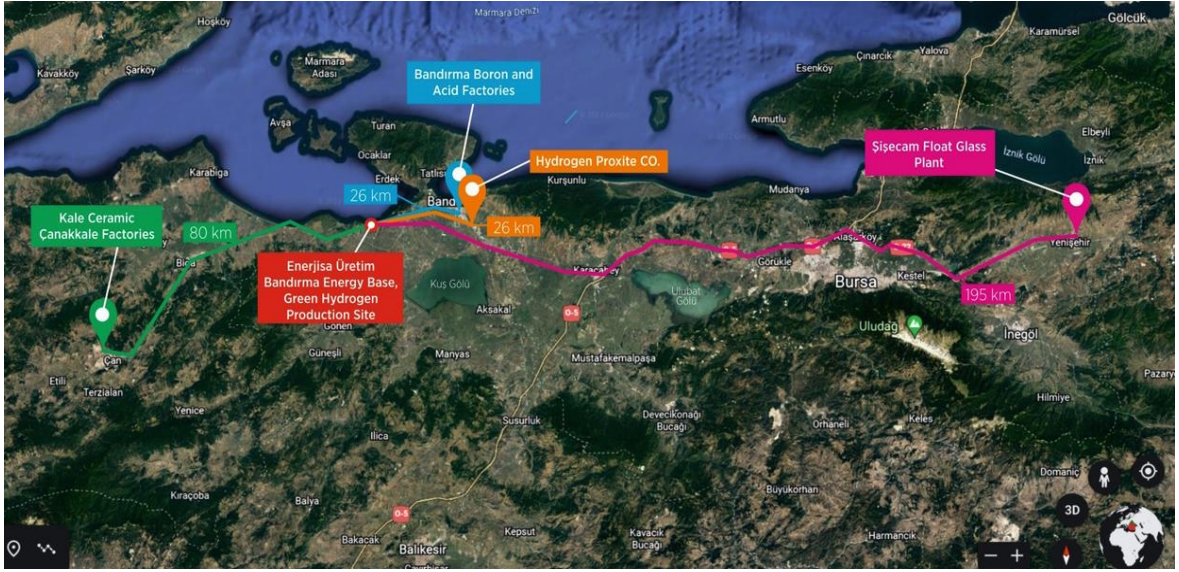 Marmara Denizi
Hoşköy
Gölcük
Karamürsel
Yalova
Çınarcık
Esenköy
Kavakköy
Şarköy
Marmara
Adası
Bandırma Boron and
Acid Factories
Armutlu
Avşa
Turan
Ocaklar
Şişecam Float Glass
Plant
Elbeyli
İznik Gölü
İznik
Hydrogen Proxite CO.
Karabiga
Erdek
Tatlısu
Kurşunlu
Mudanya
26 km
Band
26 km
Kale Ceramic
Çanakkale Factories
80 km
Biga
Enerjisa Üretim
Bandırma Energy Base,
Green Hydrogen
Production Site
Karacabey
Görükle
Yenişehir
Kestel
Bursa
195 km
Kuş Gölü
Ulubat
Gölü
Aksakal
O-5
Uludağ
İnegöl
Gönen
Güneşli
Manyas
Mustafakemalpaşa
Çan
Etili
Terzialan
Yenice
Susurluk
Devecikonağı
Bucağı
Orhaneli
Keles
Hilmiye
Ilıca
Domaniç
Kıraçoba
Balya
Büyükorhan
3D
O-5
Bakacak
Balıkesir
Kepsut
Kavacık
Bucağı
Harmancık